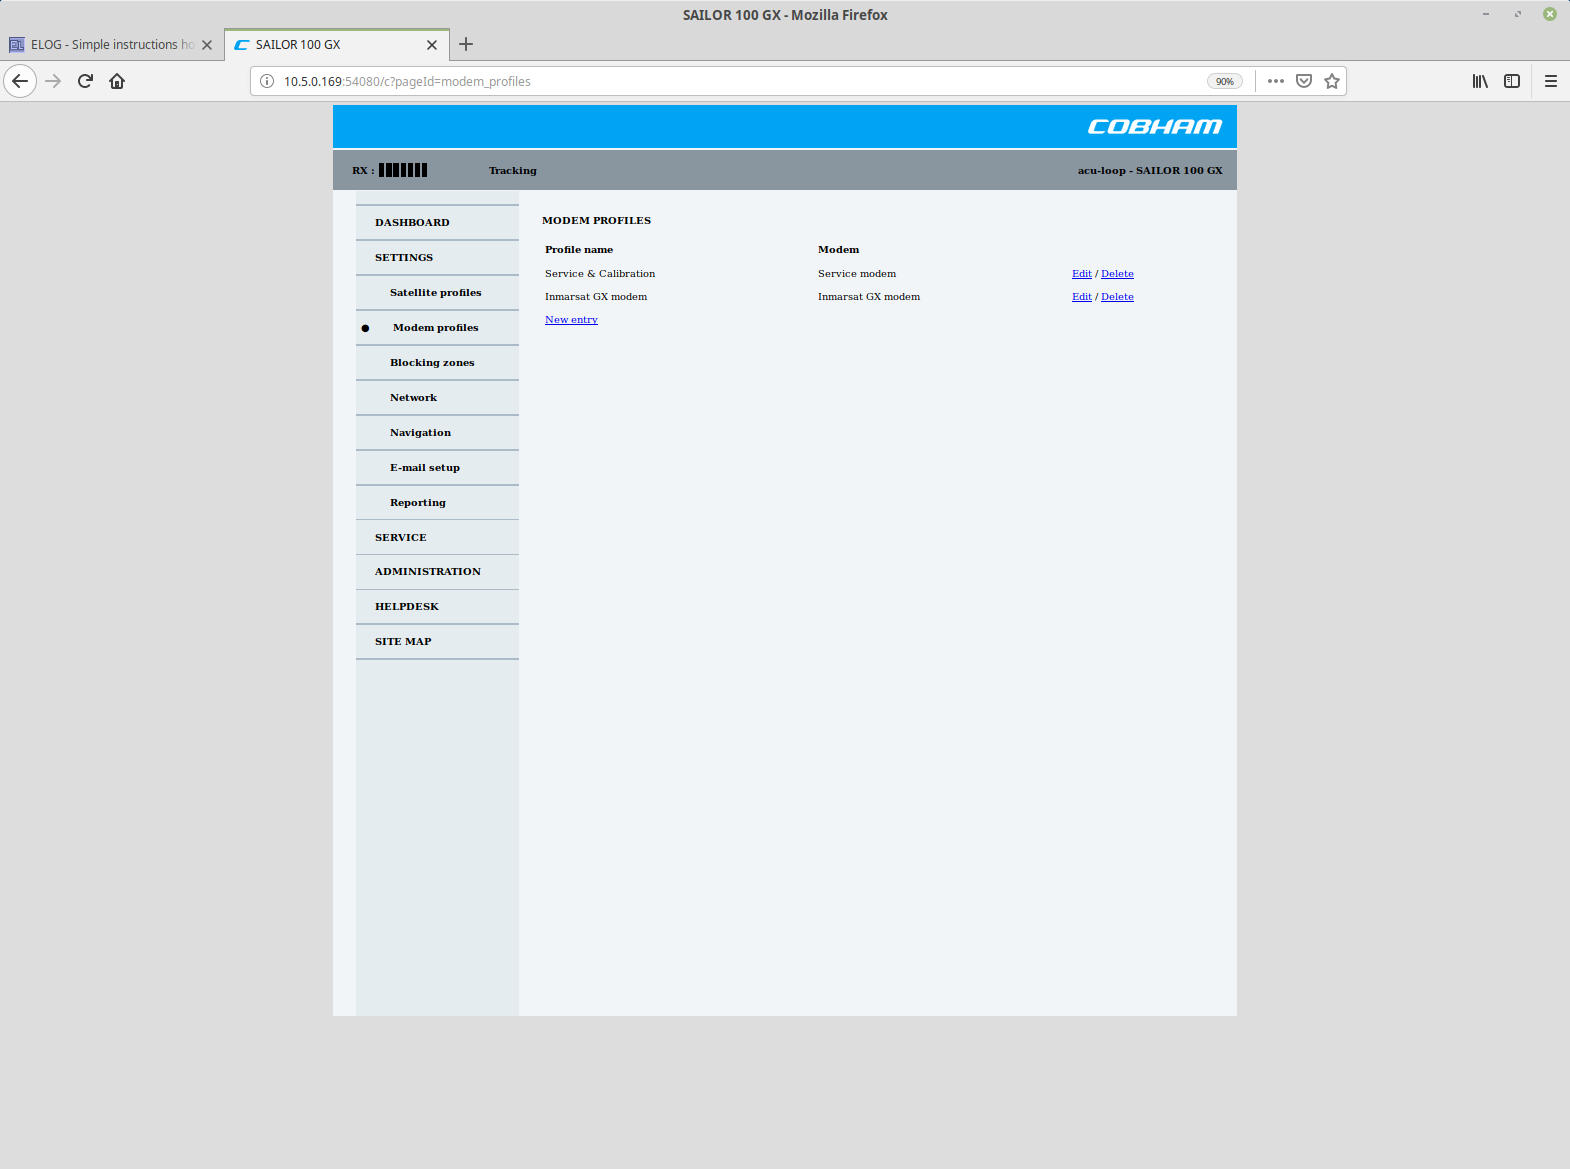 SAILOR 100 GX - Mozilla Firefox
ELOG - Simple instructions ho
SAILOR 100 GX
10.5.0.169:54080/c?pageId=modem_profiles
90%
COBHAM
RX :
Tracking
acu-loop - SAILOR 100 GX
DASHBOARD
SETTINGS
Satellite profiles
Modem profiles
Blocking zones
Network
Navigation
E-mail setup
Reporting
SERVICE
ADMINISTRATION
HELPDESK
SITE MAP
MODEM PROFILES
Profile name Modem
Service & Calibration Service modem Edit / Delete
Inmarsat GX modem Inmarsat GX modem Edit / Delete
New entry